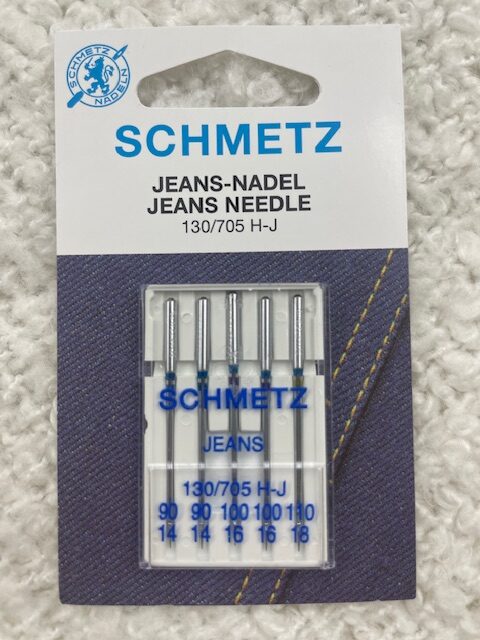 SCHMETZ
NADELN
SCHMETZ
JEANS-NADEL
JEANS NEEDLE
130/705 H-J
SCHMETZ
JEANS
130/705 H-J
90 90 100 100 110
14 14 16 16 18